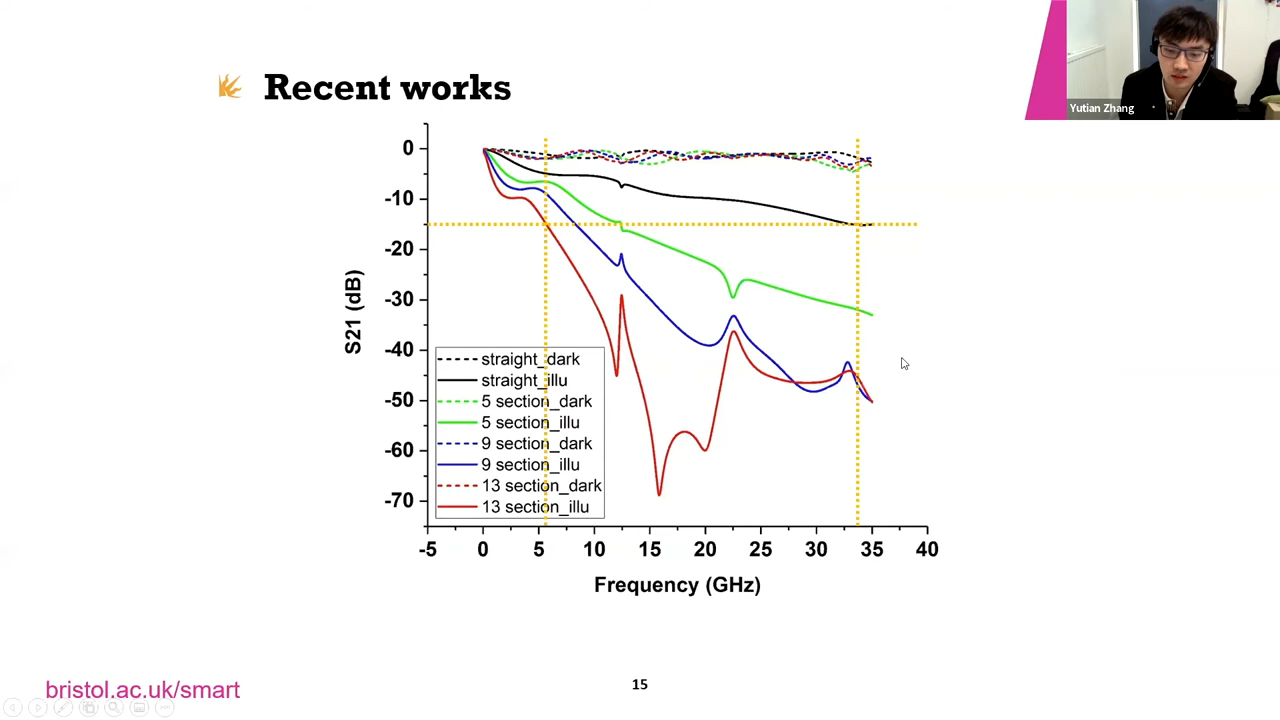 Recent works
Yutian Zhang
0
-10
-20
-30
-40
-50
-60
-70
S21 (dB)
straight_dark
straight_illu
5 section_dark
5 section_illu
9 section_dark
9 section_illu
13 section_dark
13 section_illu
-5 0 5 10 15 20 25 30 35 40
Frequency (GHz)
bristol.ac.uk/smart
15